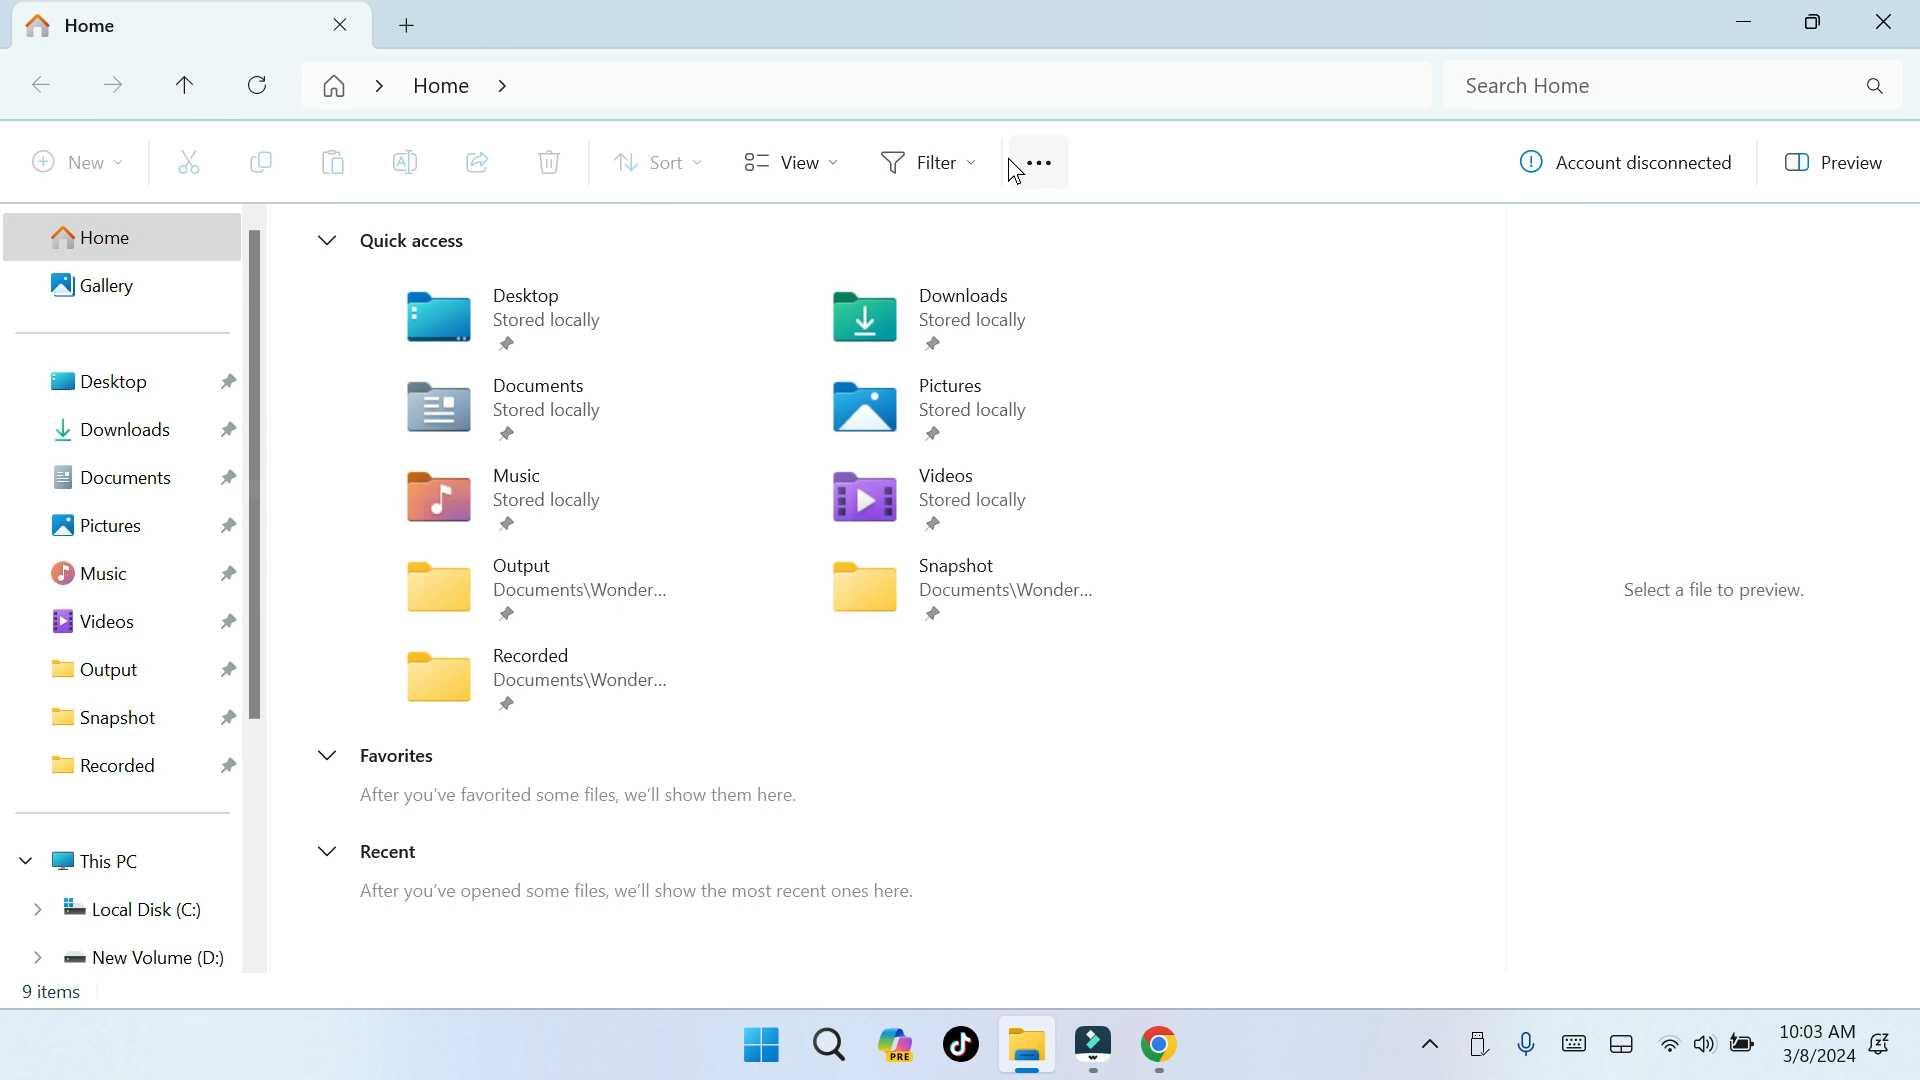 Home
Home
Search Home
New
Sort
View
Filter
Account disconnected
Preview
Home
Gallery
Desktop
Downloads
Documents
Pictures
Music
Videos
Output
Snapshot
Recorded
This PC
Local Disk (C:)
New Volume (D:)
Quick access
Desktop
Stored locally
Downloads
Stored locally
Documents
Stored locally
Pictures
Stored locally
Music
Stored locally
Videos
Stored locally
Output
Documents\Wonder...
Snapshot
Documents\Wonder...
Recorded
Documents\Wonder...
Favorites
After you've favorited some files, we'll show them here.
Recent
After you've opened some files, we'll show the most recent ones here.
Select a file to preview.
9 items
PRE
10:03 AM
3/8/2024